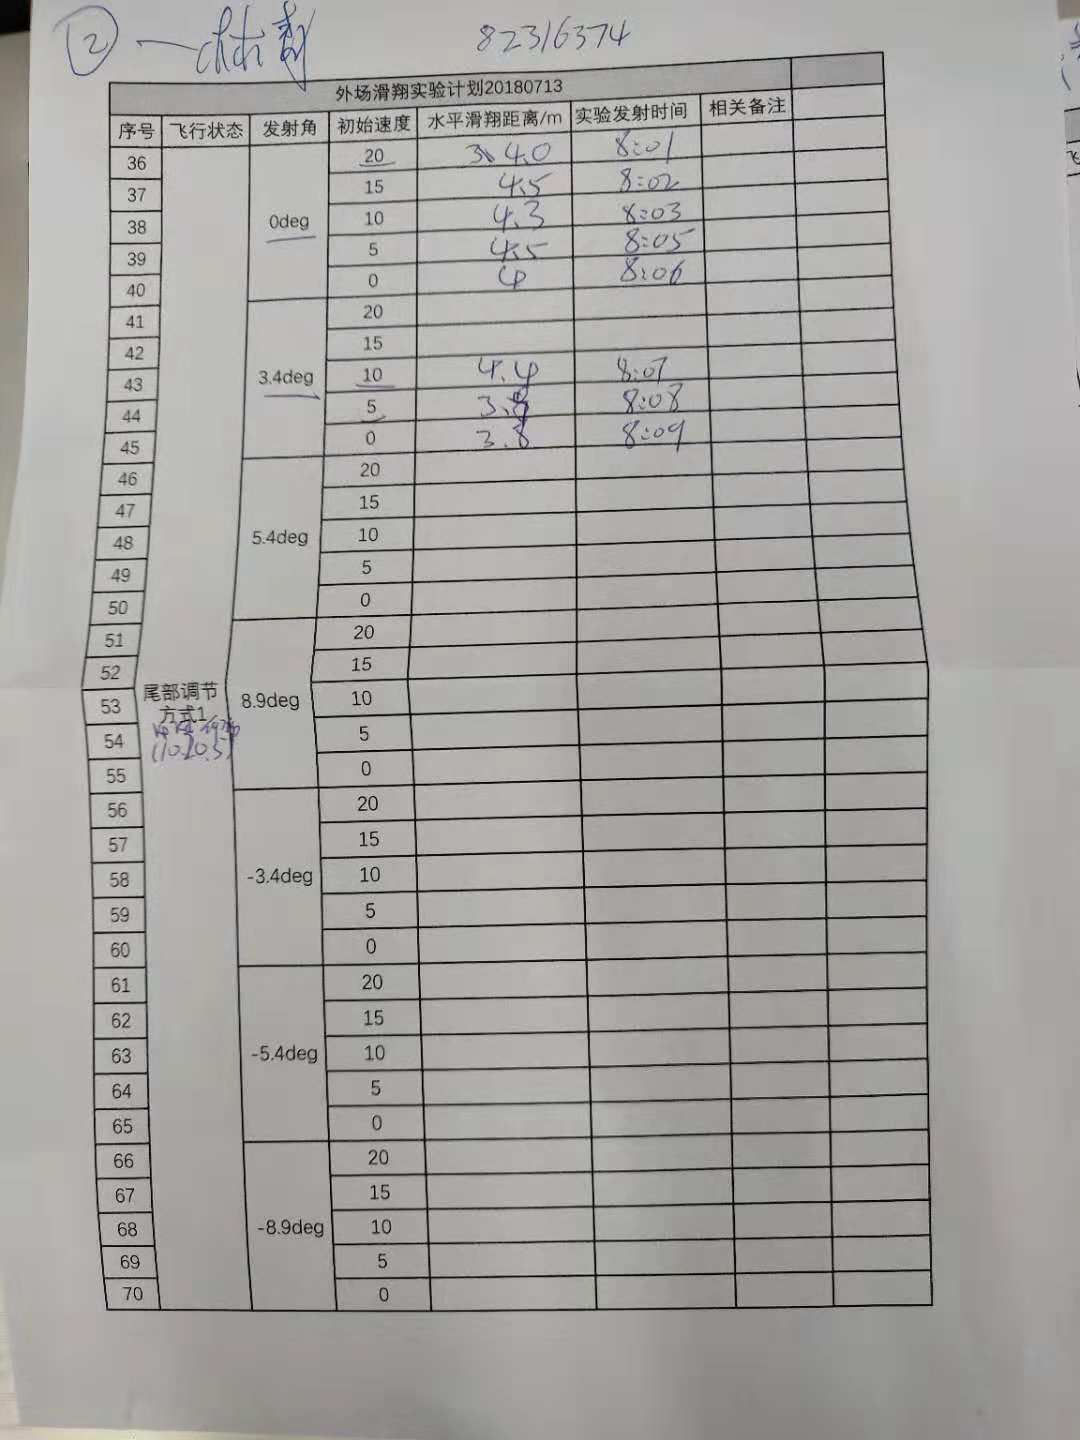 ② 82316374
外场滑翔实验计划20180713
序号 飞行状态 发射角 初始速度 水平滑翔距离/m 实验发射时间 相关备注
36 20 4.0 8:01
37 15 4.5 8:02
38 0deg 10 4.3 8:03
39 5 4.5 8:05
40 0 4 8:06
41 20
42 15
43 3.4deg 10 4.4 8:07
44 5 3.8 8:08
45 0 3.8 8:09
46 20
47 15
48 5.4deg 10
49 5
50 0
51 20
52 15
53 尾部调节 8.9deg 10
方式1
54 5
(10.20.5)
55 0
56 20
57 15
58 -3.4deg 10
59 5
60 0
61 20
62 15
63 -5.4deg 10
64 5
65 0
66 20
67 15
68 -8.9deg 10
69 5
70 0